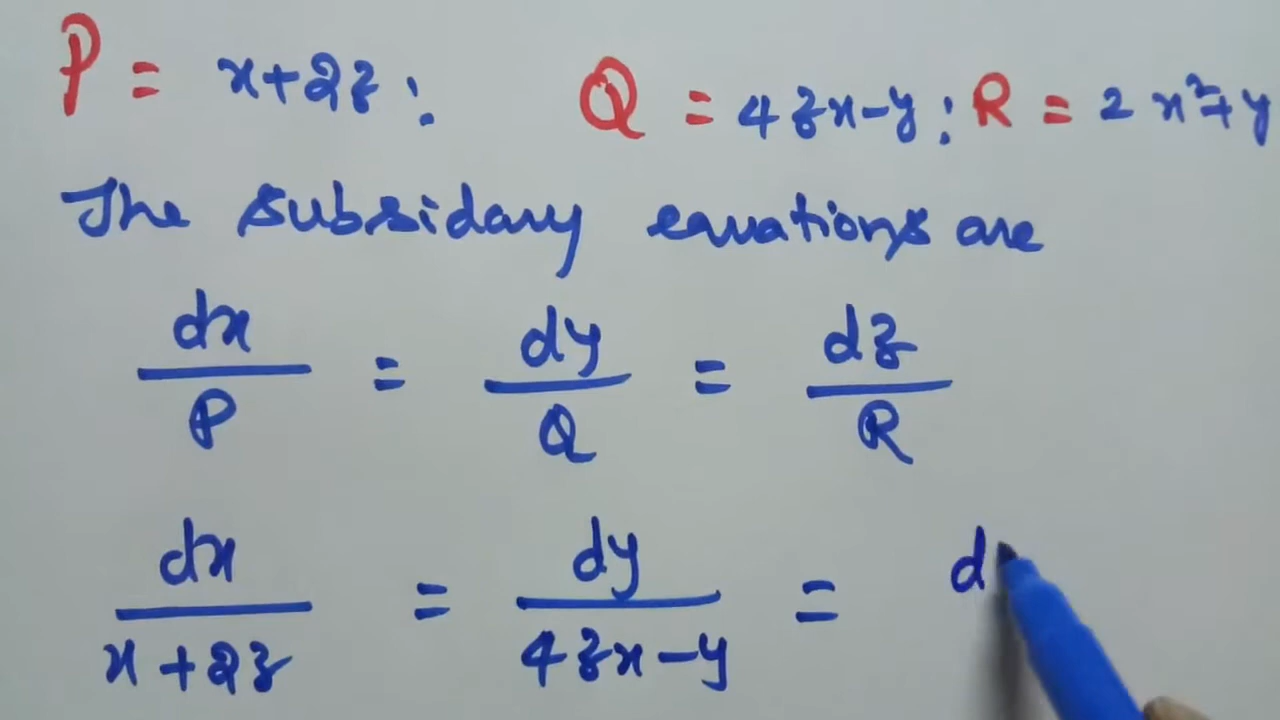 P = x+2z : Q = 4zx-y : R = 2x²+y
The subsidary equations are
dx/P = dy/Q = dz/R
dx/x+2z = dy/4zx-y = d